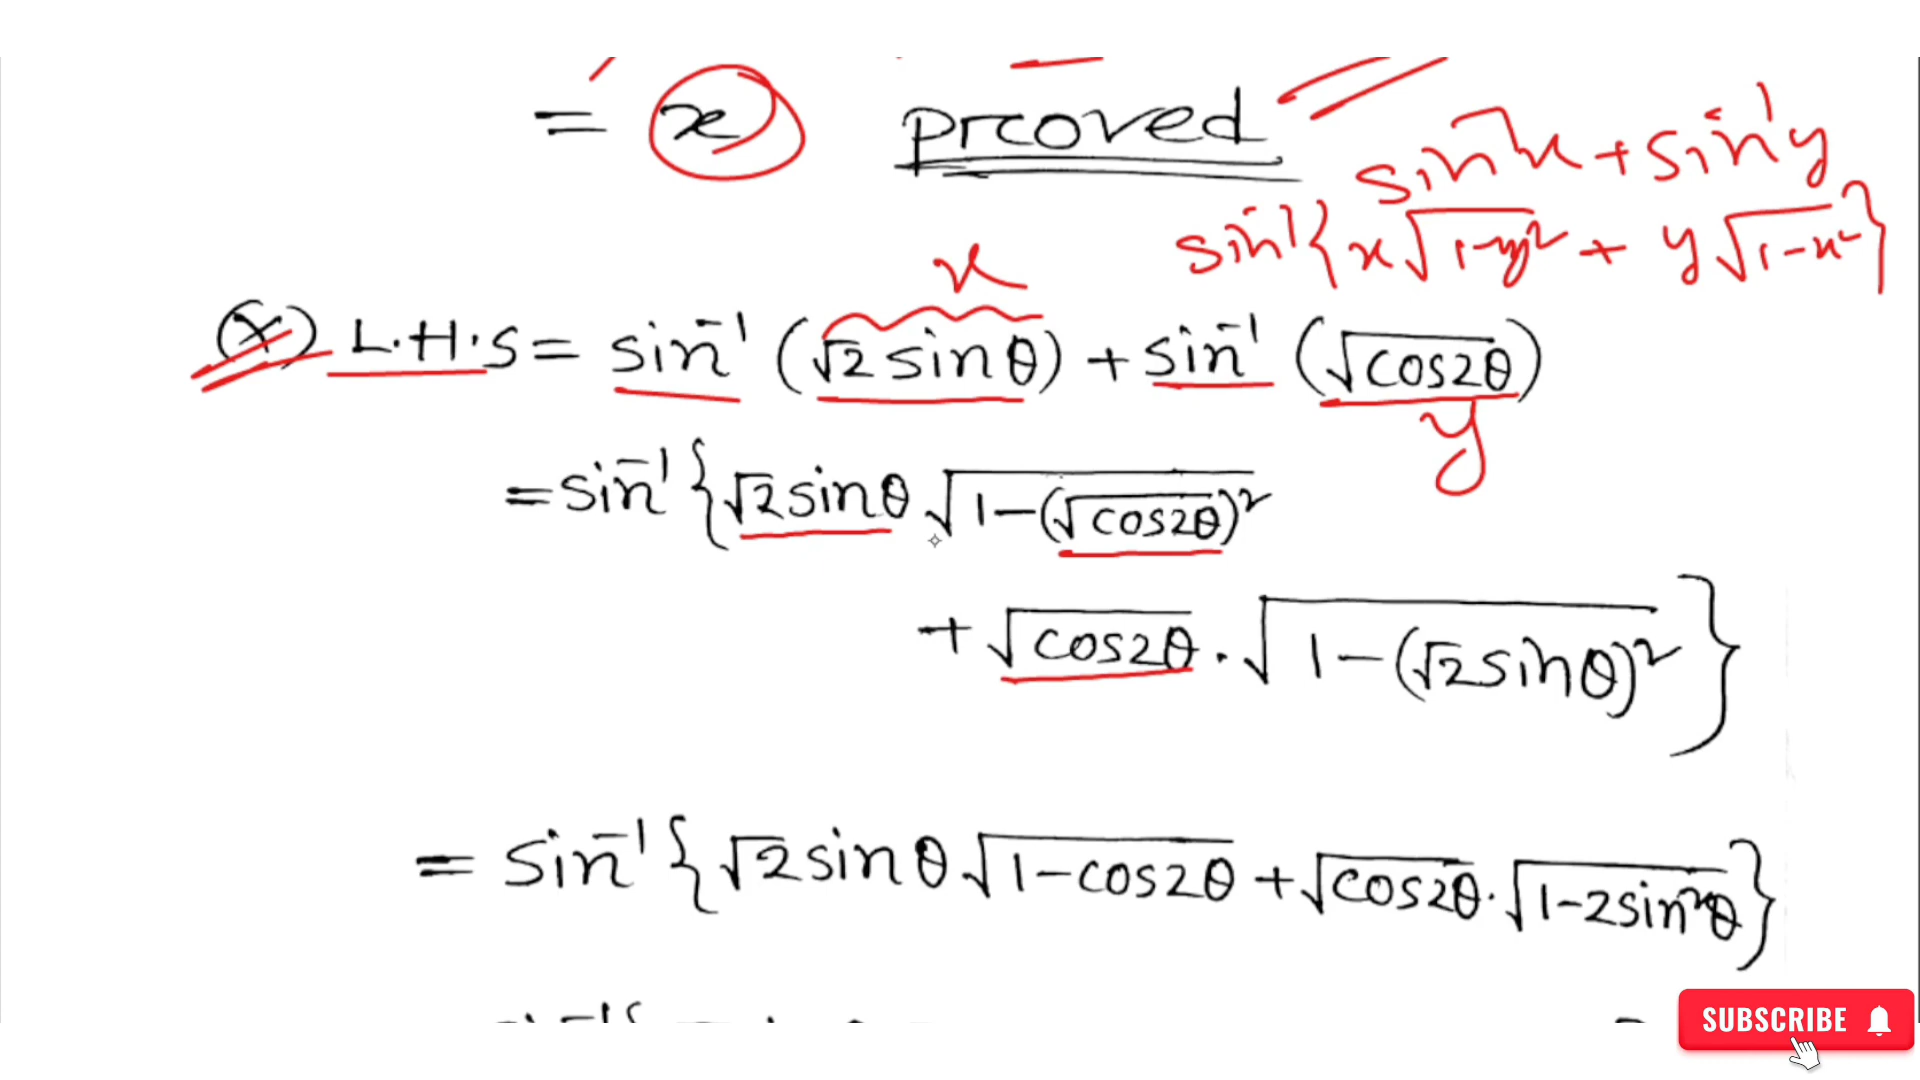 = x proved
sin⁻¹x + sin⁻¹y
sin⁻¹{x√(1-y²) + y√(1-x²)}
x
(x) L.H.S = sin⁻¹ (√2 sinθ) + sin⁻¹ (√cos2θ)
y
= sin⁻¹ {√2 sinθ √(1-(√cos2θ)²)
+ √cos2θ . √(1-(√2 sinθ)²)}
= sin⁻¹ {√2 sinθ √(1-cos2θ) + √cos2θ . √(1-2sin²θ)}
SUBSCRIBE